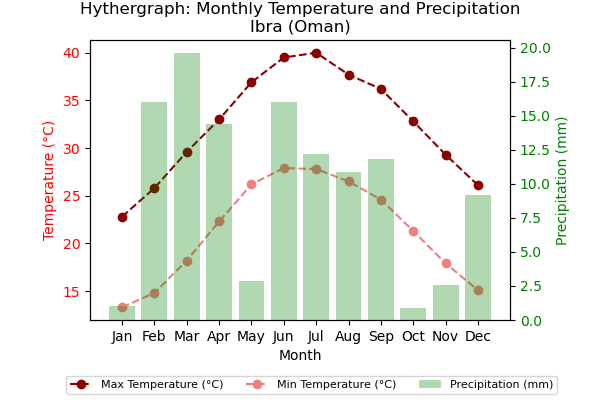 Hythergraph: Monthly Temperature and Precipitation
Ibra (Oman)
Temperature (°C)
40
35
30
25
20
15
Precipitation (mm)
20.0
17.5
15.0
12.5
10.0
7.5
5.0
2.5
0.0
Jan Feb Mar Apr May Jun Jul Aug Sep Oct Nov Dec
Month
Max Temperature (°C) Min Temperature (°C) Precipitation (mm)